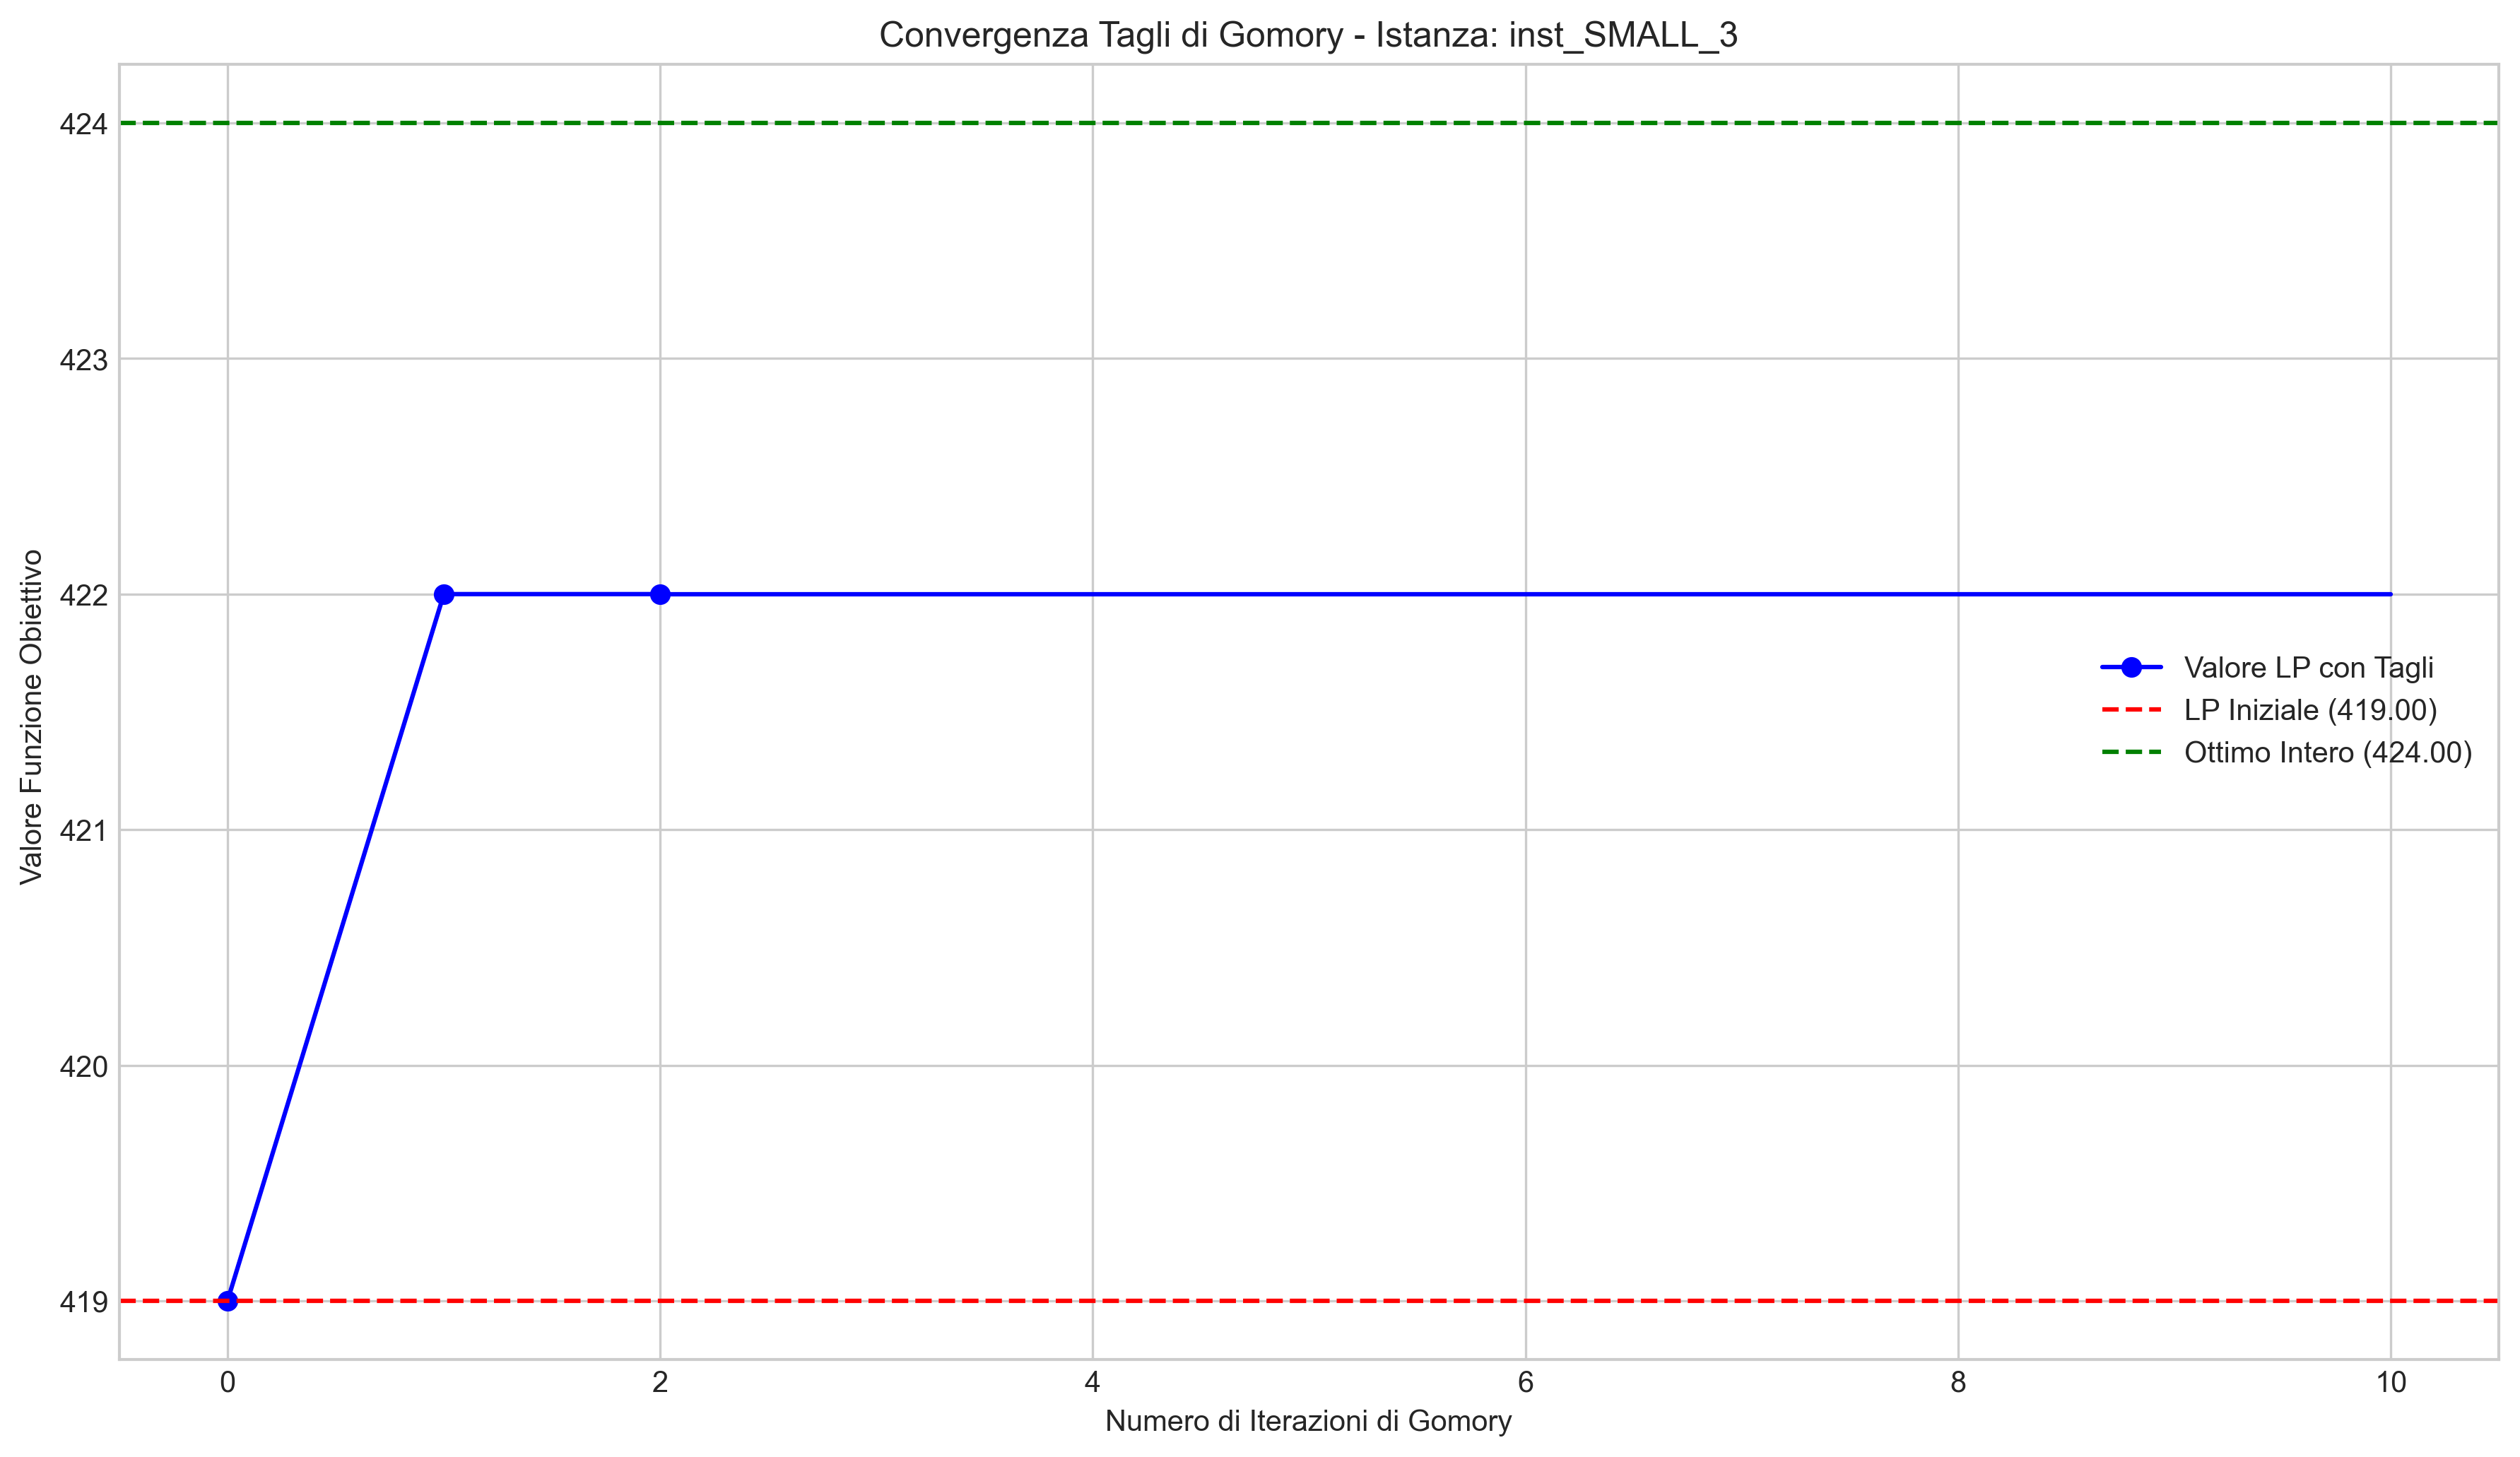 Convergenza Tagli di Gomory - Istanza: inst_SMALL_3
Valore Funzione Obiettivo
424
423
422
421
420
419
Valore LP con Tagli
LP Iniziale (419.00)
Ottimo Intero (424.00)
0 2 4 6 8 10
Numero di Iterazioni di Gomory